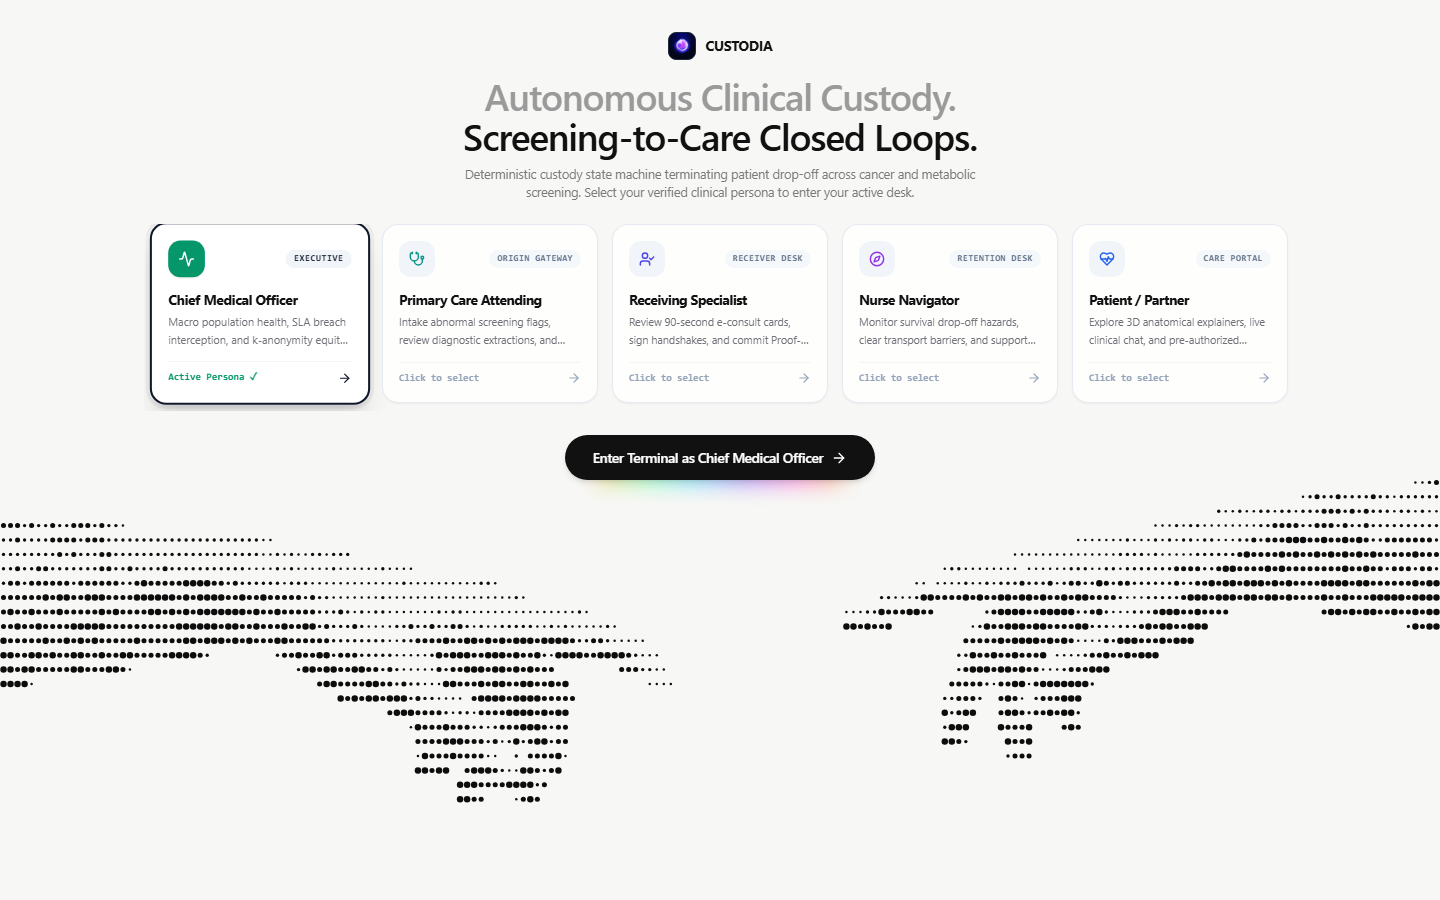 CUSTODIA
Autonomous Clinical Custody.
Screening-to-Care Closed Loops.
Deterministic custody state machine terminating patient drop-off across cancer and metabolic
screening. Select your verified clinical persona to enter your active desk.
EXECUTIVE
Chief Medical Officer
Macro population health, SLA breach
interception, and k-anonymity equit...
Active Persona ✓
ORIGIN GATEWAY
Primary Care Attending
Intake abnormal screening flags,
review diagnostic extractions, and...
Click to select
RECEIVER DESK
Receiving Specialist
Review 90-second e-consult cards,
sign handshakes, and commit Proof-...
Click to select
RETENTION DESK
Nurse Navigator
Monitor survival drop-off hazards,
clear transport barriers, and support...
Click to select
CARE PORTAL
Patient / Partner
Explore 3D anatomical explainers, live
clinical chat, and pre-authorized...
Click to select
Enter Terminal as Chief Medical Officer